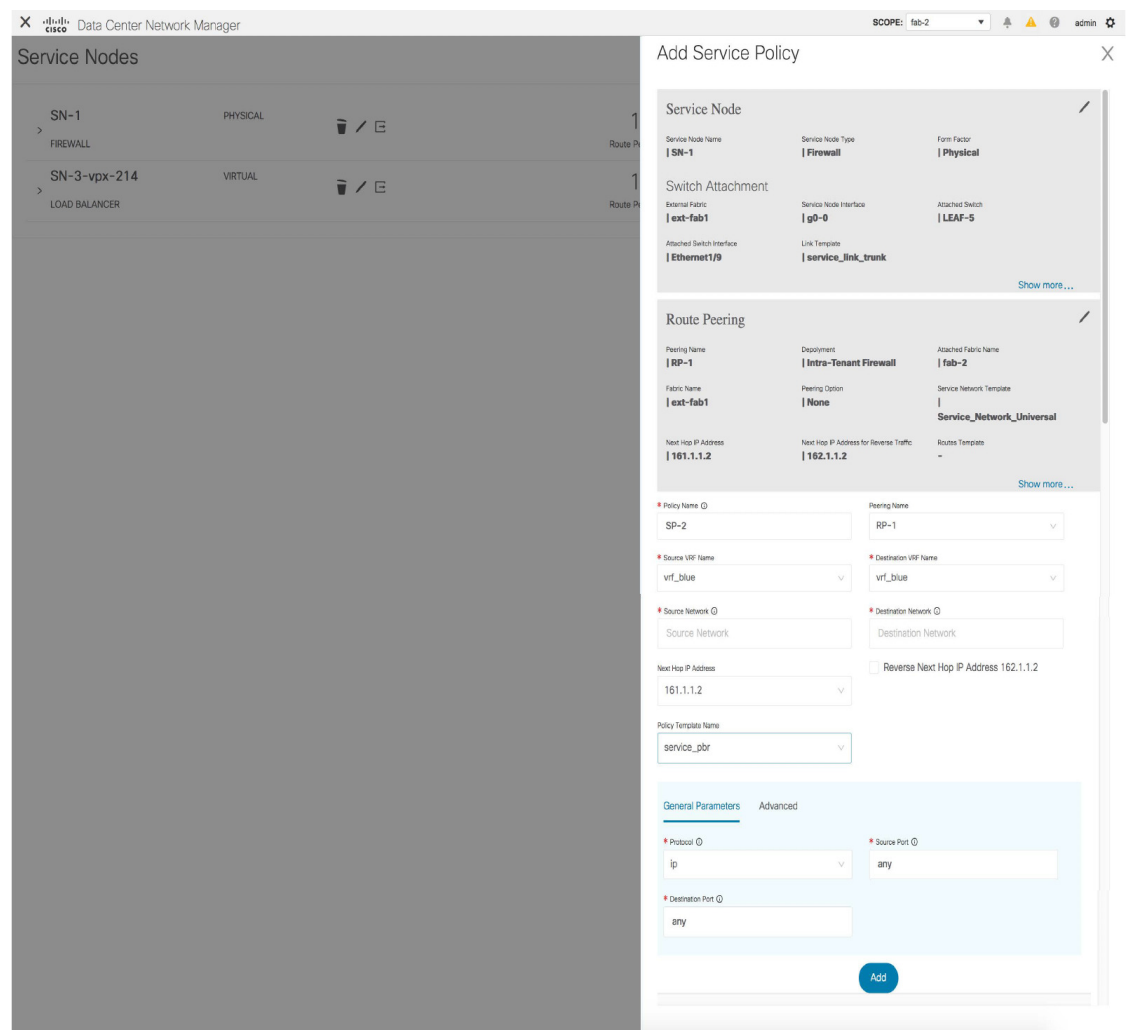 X cisco Data Center Network Manager SCOPE: fab-2 admin
Service Nodes
SN-1 PHYSICAL 1
FIREWALL Route Pe
SN-3-vpx-214 VIRTUAL 1
LOAD BALANCER Route Pe
Add Service Policy X
Service Node
Service Node Name Service Node Type Form Factor
| SN-1 | Firewall | Physical
Switch Attachment
External Fabric Service Node Interface Attached Switch
| ext-fab1 | g0-0 | LEAF-5
Attached Switch Interface Link Template
| Ethernet1/9 | service_link_trunk
Show more...
Route Peering
Peering Name Depolyment Attached Fabric Name
| RP-1 | Intra-Tenant Firewall | fab-2
Fabric Name Peering Option Service Network Template
| ext-fab1 | None |
Service_Network_Universal
Next Hop IP Address Next Hop IP Address for Reverse Traffic Routes Template
| 161.1.1.2 | 162.1.1.2 -
Show more...
* Policy Name Peering Name
SP-2 RP-1
* Source VRF Name * Destination VRF Name
vrf_blue vrf_blue
* Source Network * Destination Network
Source Network Destination Network
Next Hop IP Address Reverse Next Hop IP Address 162.1.1.2
161.1.1.2
Policy Template Name
service_pbr
General Parameters Advanced
* Protocol * Source Port
ip any
* Destination Port
any
Add